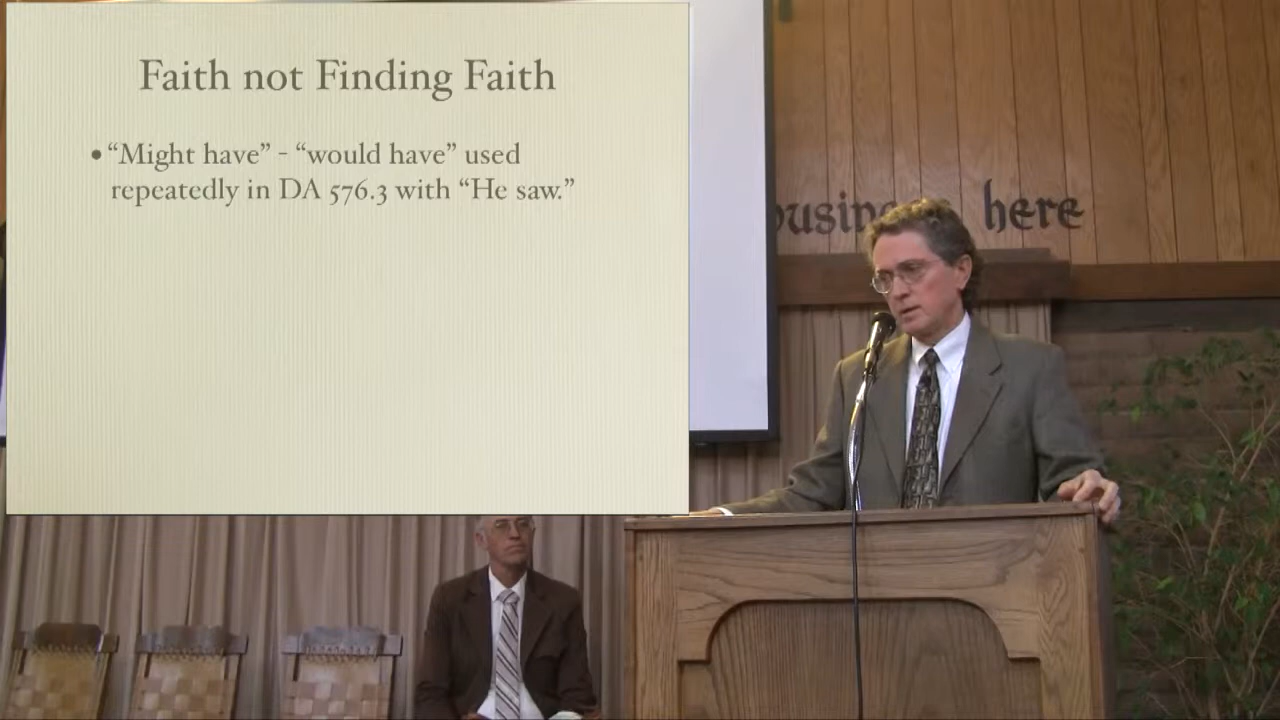 Faith not Finding Faith
• “Might have” - “would have” used
repeatedly in DA 576.3 with “He saw.”
here